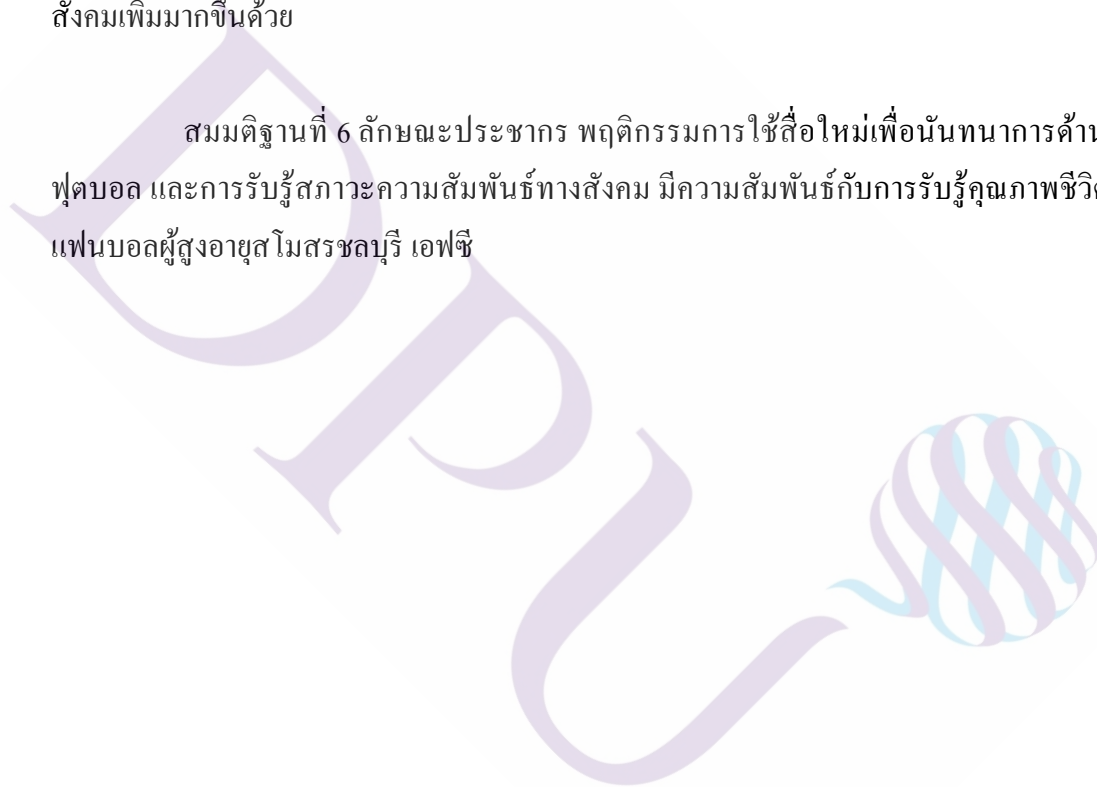 สังคมเพิ่มมากขึ้นด้วย
สมมติฐานที่ 6 ลักษณะประชากร พฤติกรรมการใช้สื่อใหม่เพื่อนันทนาการด้าน
ฟุตบอล และการรับรู้สภาวะความสัมพันธ์ทางสังคม มีความสัมพันธ์กับการรับรู้คุณภาพชีวิต
แฟนบอลผู้สูงอายุสโมสรชลบุรี เอฟซี
DPU